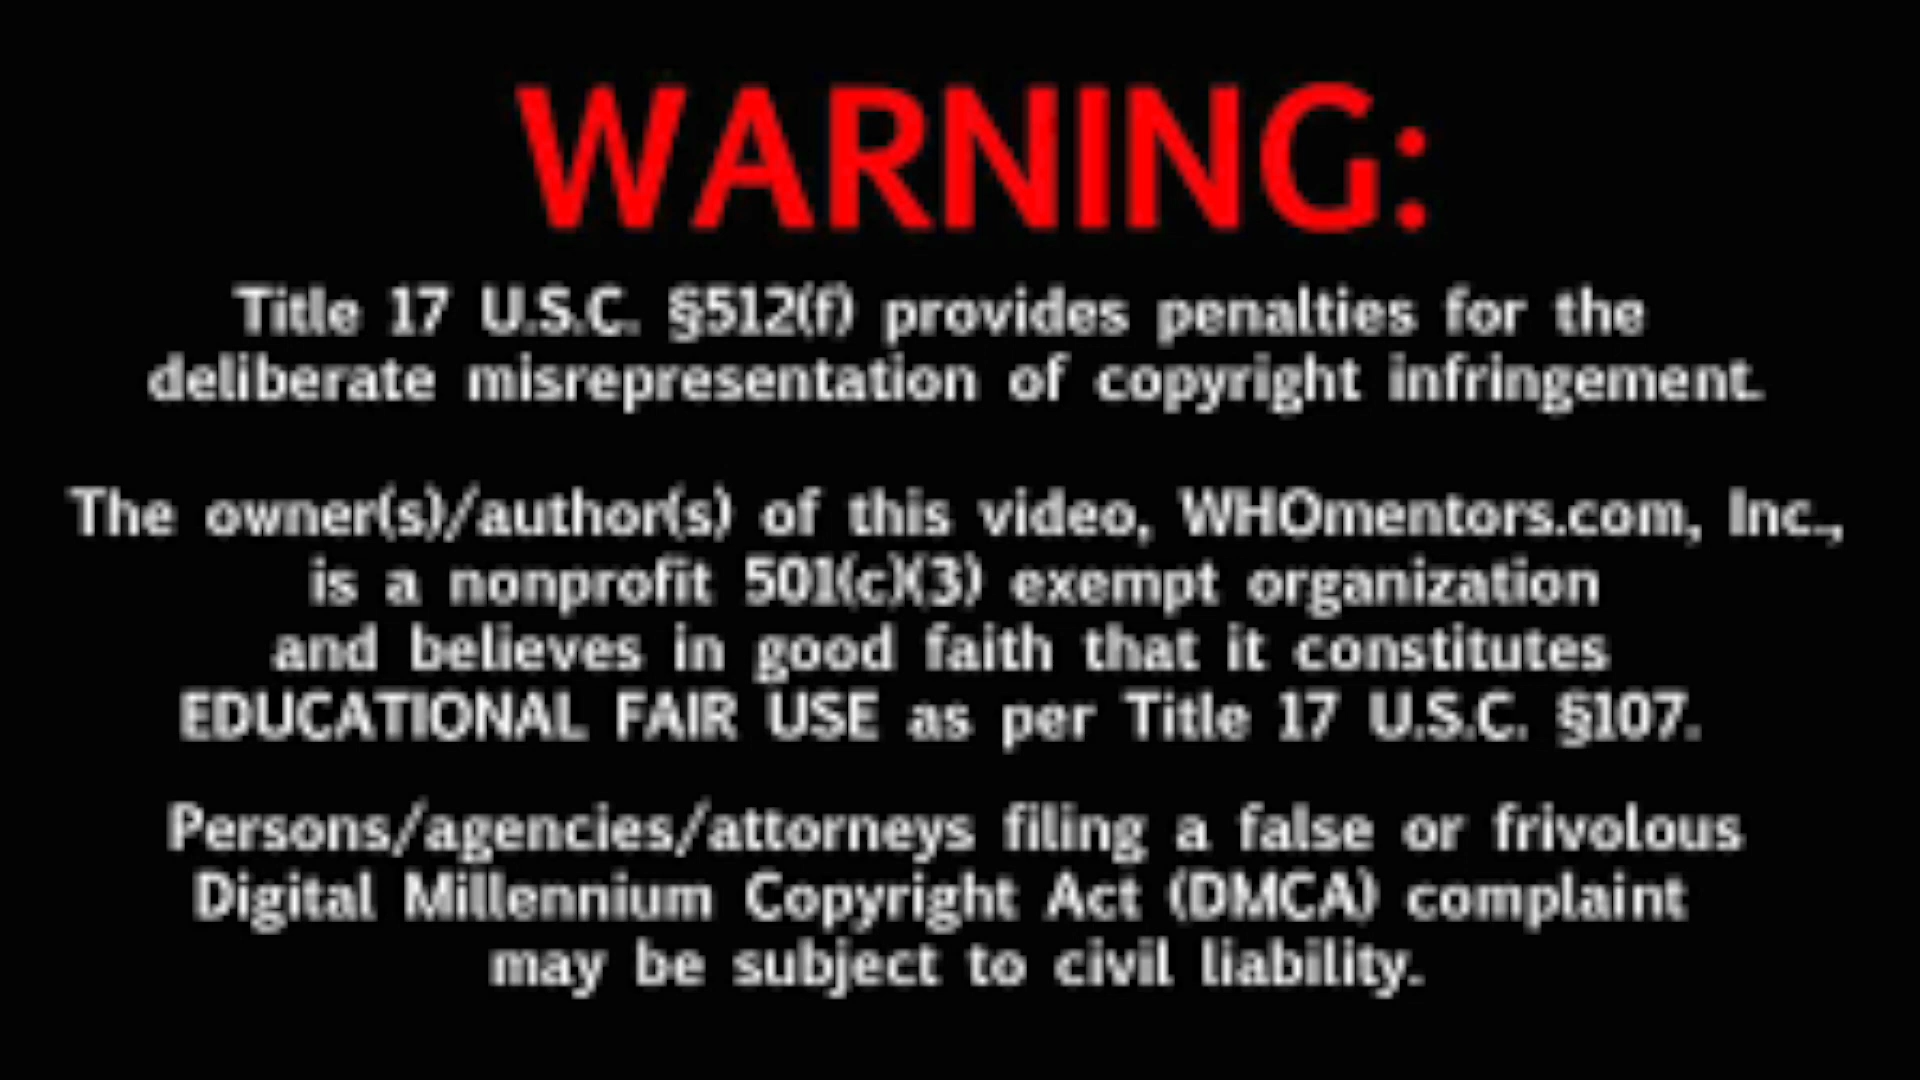 WARNING:
Title 17 U.S.C. §512(f) provides penalties for the
deliberate misrepresentation of copyright infringement.
The owner(s)/author(s) of this video, WHOmentors.com, Inc.,
is a nonprofit 501(c)(3) exempt organization
and believes in good faith that it constitutes
EDUCATIONAL FAIR USE as per Title 17 U.S.C. §107.
Persons/agencies/attorneys filing a false or frivolous
Digital Millennium Copyright Act (DMCA) complaint
may be subject to civil liability.